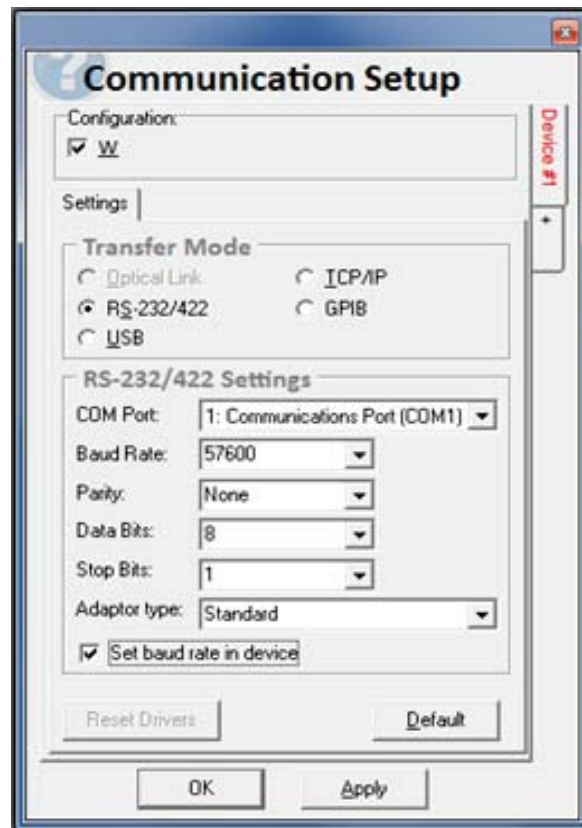 Communication Setup
Configuration:
W
Device #1
+
Settings
Transfer Mode
Optical Link
TCP/IP
RS-232/422
GPIB
USB
RS-232/422 Settings
COM Port: 1: Communications Port (COM1)
Baud Rate: 57600
Parity: None
Data Bits: 8
Stop Bits: 1
Adaptor type: Standard
Set baud rate in device
Reset Drivers
Default
OK
Apply